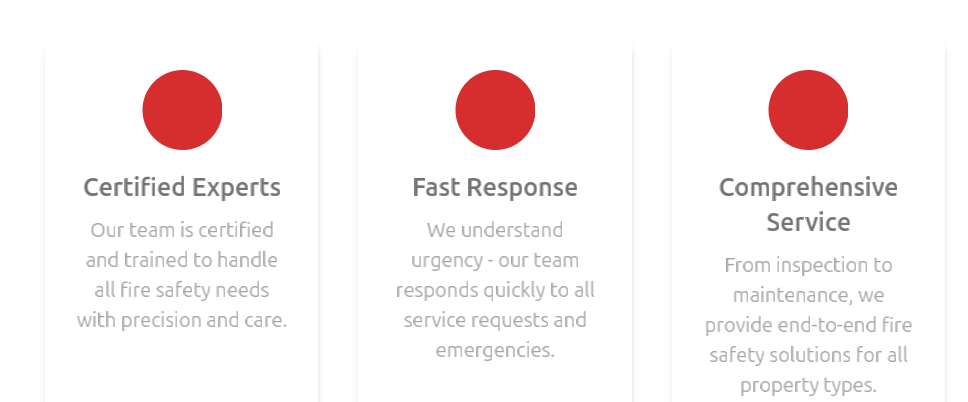 Certified Experts
Our team is certified
and trained to handle
all fire safety needs
with precision and care.
Fast Response
We understand
urgency - our team
responds quickly to all
service requests and
emergencies.
Comprehensive
Service
From inspection to
maintenance, we
provide end-to-end fire
safety solutions for all
property types.